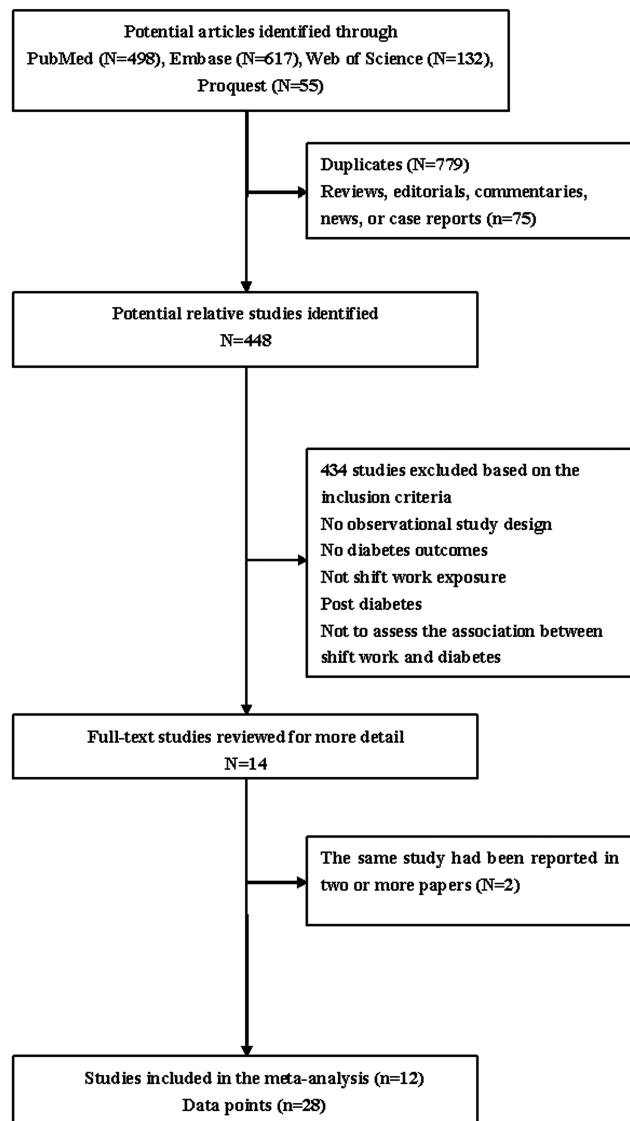 Potential articles identified through
PubMed (N=498), Embase (N=617), Web of Science (N=132),
Proquest (N=55)
Duplicates (N=779)
Reviews, editorials, commentaries,
news, or case reports (n=75)
Potential relative studies identified
N=448
434 studies excluded based on the
inclusion criteria
No observational study design
No diabetes outcomes
Not shift work exposure
Post diabetes
Not to assess the association between
shift work and diabetes
Full-text studies reviewed for more detail
N=14
The same study had been reported in
two or more papers (N=2)
Studies included in the meta-analysis (n=12)
Data points (n=28)